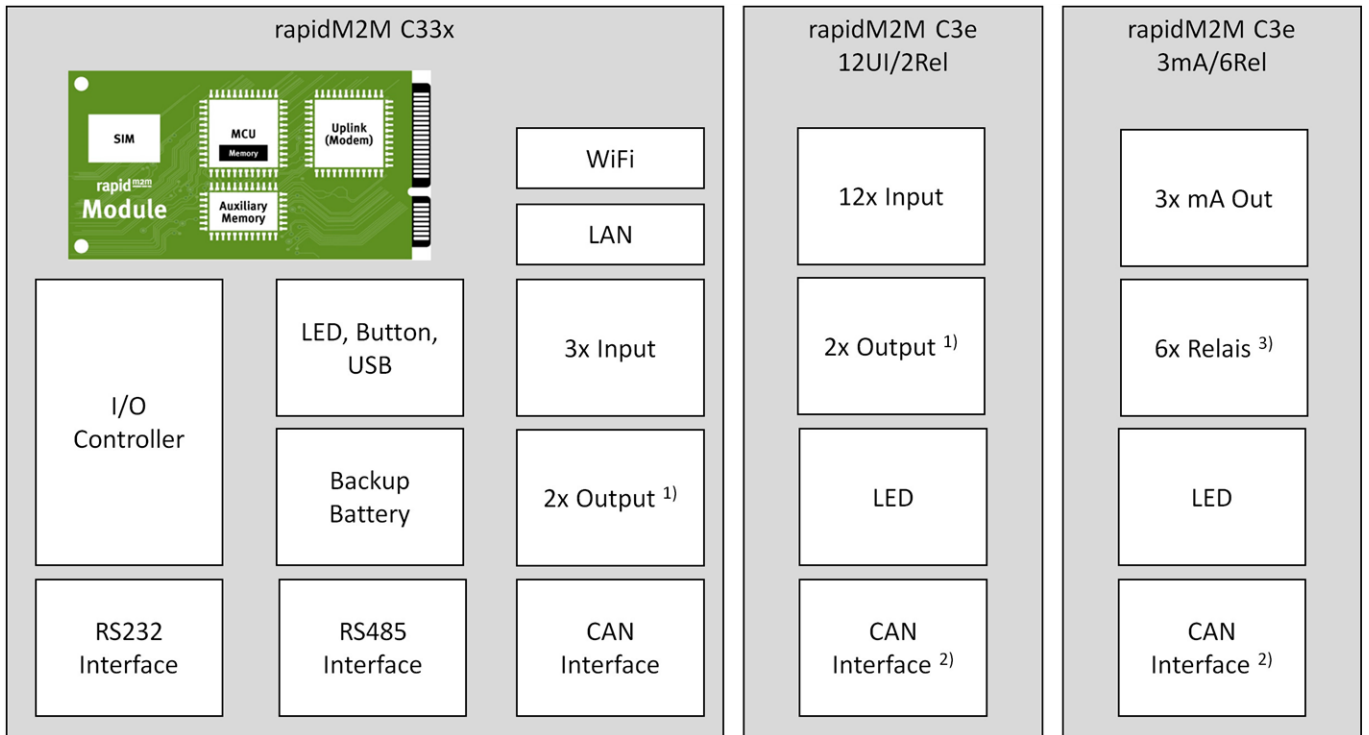 rapidM2M C33x
SIM
MCU
Memory
Uplink
(Modem)
rapid m2m
Module
Auxiliary
Memory
WiFi
LAN
I/O
Controller
LED, Button,
USB
3x Input
Backup
Battery
2x Output 1)
RS232
Interface
RS485
Interface
CAN
Interface
rapidM2M C3e
12UI/2Rel
12x Input
2x Output 1)
LED
CAN
Interface 2)
rapidM2M C3e
3mA/6Rel
3x mA Out
6x Relais 3)
LED
CAN
Interface 2)